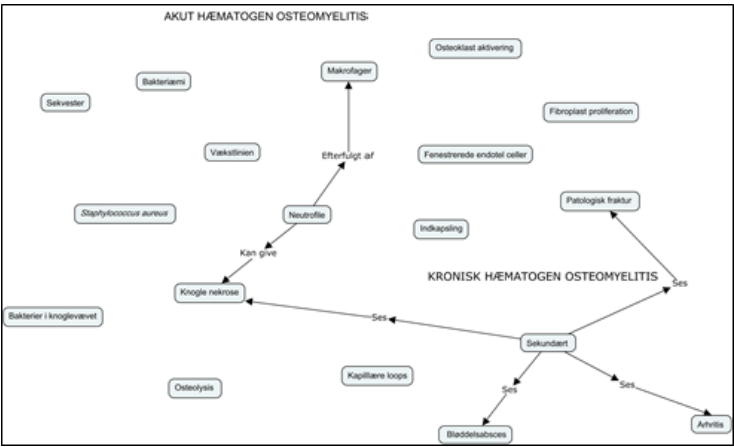 AKUT HÆMATOGEN OSTEOMYELITIS:
Osteoklast aktivering
Makrofager
Bakteriæmi
Sekvester
Fibroplast proliferation
Vækstlinien
Efterfulgt af
Fenestrerede endotel celler
Patologisk fraktur
Staphylococcus aureus
Neutrofile
Indkapsling
Kan give
KRONISK HÆMATOGEN OSTEOMYELITIS
Ses
Knogle nekrose
Bakterier i knoglevævet
Ses
Sekundært
Kapillære loops
Osteolysis
Ses
Ses
Arhritis
Bløddelsabsces